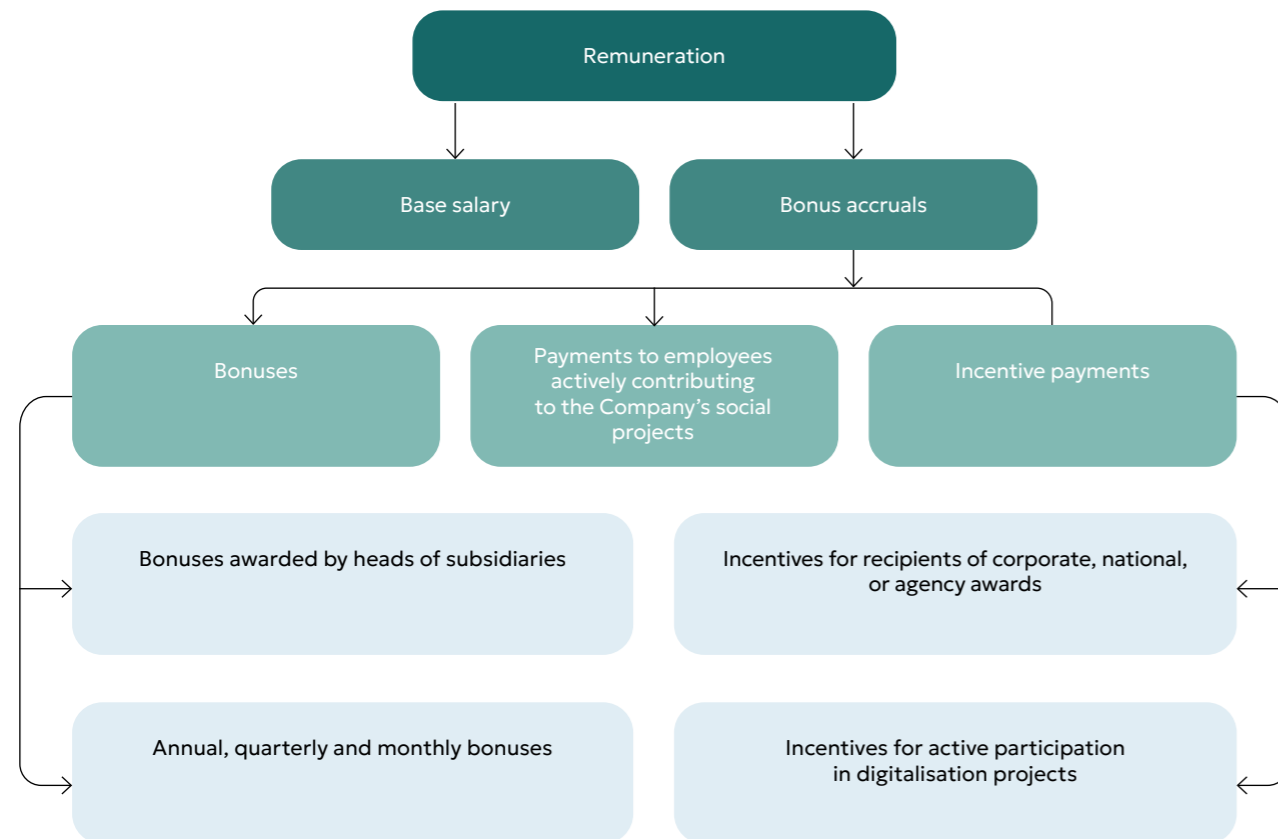 Remuneration
Base salary
Bonus accruals
Bonuses
Payments to employees
actively contributing
to the Company’s social
projects
Incentive payments
Bonuses awarded by heads of subsidiaries
Incentives for recipients of corporate, national,
or agency awards
Annual, quarterly and monthly bonuses
Incentives for active participation
in digitalisation projects